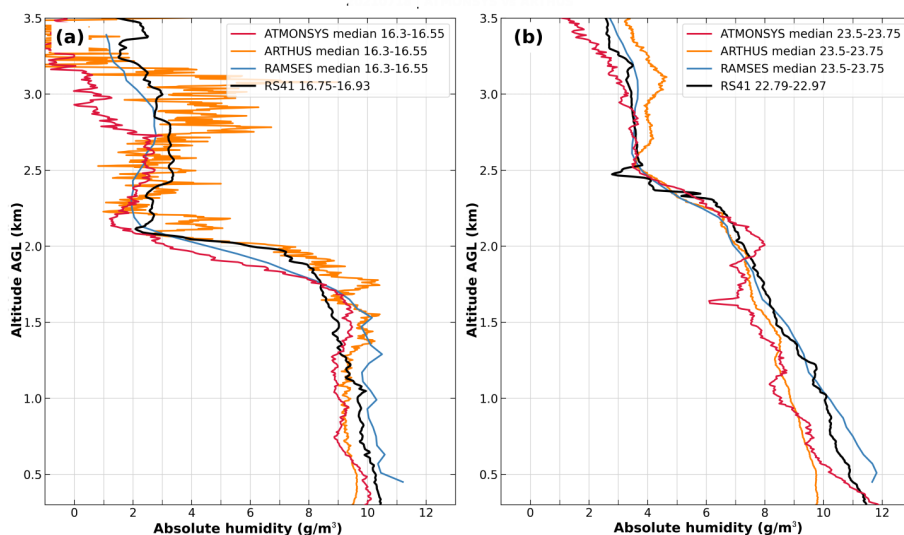 (a)
ATMONSYS median 16.3-16.55
ARTHUS median 16.3-16.55
RAMSES median 16.3-16.55
RS41 16.75-16.93
Altitude AGL (km)
3.5
3.0
2.5
2.0
1.5
1.0
0.5
0 2 4 6 8 10 12
Absolute humidity (g/m³)
(b)
ATMONSYS median 23.5-23.75
ARTHUS median 23.5-23.75
RAMSES median 23.5-23.75
RS41 22.79-22.97
Altitude AGL (km)
3.5
3.0
2.5
2.0
1.5
1.0
0.5
0 2 4 6 8 10 12
Absolute humidity (g/m³)